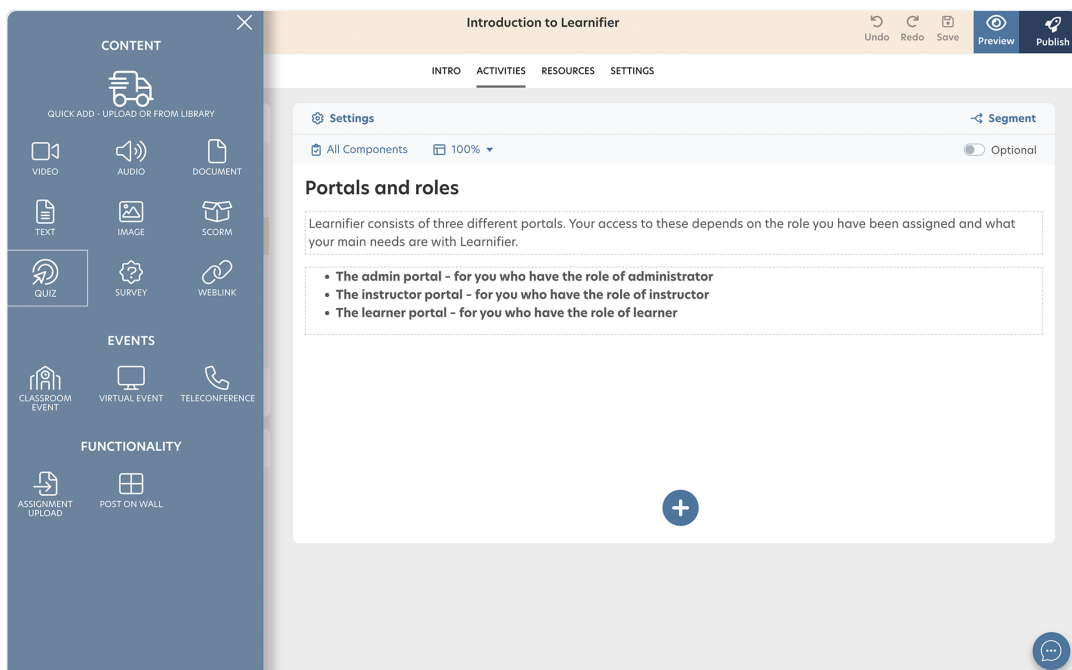 CONTENT
QUICK ADD - UPLOAD OR FROM LIBRARY
VIDEO
AUDIO
DOCUMENT
TEXT
IMAGE
SCORM
QUIZ
SURVEY
WEBLINK
EVENTS
CLASSROOM
EVENT
VIRTUAL EVENT
TELECONFERENCE
FUNCTIONALITY
ASSIGNMENT
UPLOAD
POST ON WALL
Introduction to Learnifier
Undo
Redo
Save
Preview
Publish
INTRO
ACTIVITIES
RESOURCES
SETTINGS
Settings
Segment
All Components
100%
Optional
Portals and roles
Learnifier consists of three different portals. Your access to these depends on the role you have been assigned and what
your main needs are with Learnifier.
• The admin portal – for you who have the role of administrator
• The instructor portal – for you who have the role of instructor
• The learner portal – for you who have the role of learner